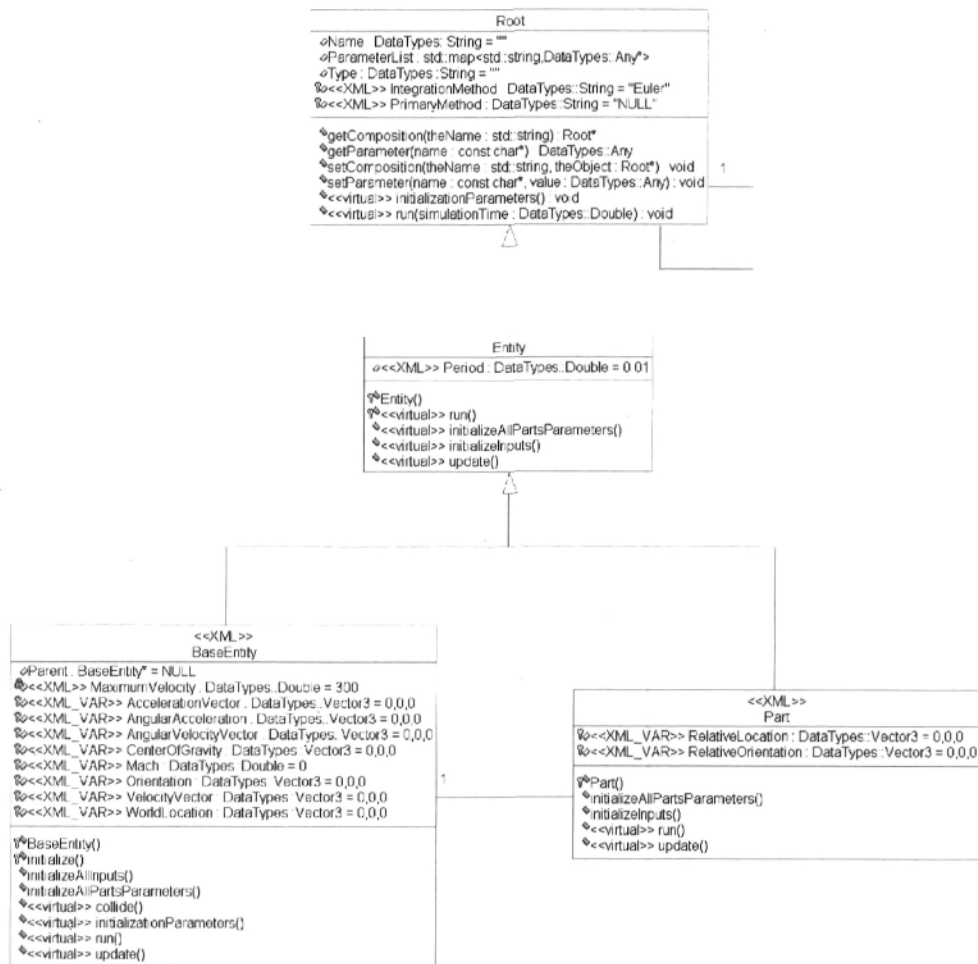 Root
Name DataTypes: String = ""
ParameterList : std::map<std::string,DataTypes::Any*>
Type : DataTypes::String = ""
<<XML>> IntegrationMethod DataTypes::String = "Euler"
<<XML>> PrimaryMethod : DataTypes::String = "NULL"
getComposition(theName : std::string) : Root*
getParameter(name : const char*) DataTypes::Any
setComposition(theName : std::string, theObject : Root*) void
setParameter(name : const char*, value : DataTypes::Any) : void
<<virtual>> initializationParameters() : void
<<virtual>> run(simulationTime : DataTypes::Double) : void
1
Entity
<<XML>> Period : DataTypes::Double = 0 01
Entity()
<<virtual>> run()
<<virtual>> initializeAllPartsParameters()
<<virtual>> initializeInputs()
<<virtual>> update()
<<XML>>
BaseEntity
Parent : BaseEntity* = NULL
<<XML>> MaximumVelocity : DataTypes::Double = 300
<<XML_VAR>> AccelerationVector : DataTypes::Vector3 = 0,0,0
<<XML_VAR>> AngularAcceleration : DataTypes::Vector3 = 0,0,0
<<XML_VAR>> AngularVelocityVector : DataTypes::Vector3 = 0,0,0
<<XML_VAR>> CenterOfGravity : DataTypes::Vector3 = 0,0,0
<<XML_VAR>> Mach : DataTypes Double = 0
<<XML_VAR>> Orientation : DataTypes Vector3 = 0,0,0
<<XML_VAR>> VelocityVector : DataTypes Vector3 = 0,0,0
<<XML_VAR>> WorldLocation : DataTypes Vector3 = 0,0,0
BaseEntity()
initialize()
initializeAllInputs()
initializeAllPartsParameters()
<<virtual>> collide()
<<virtual>> initializationParameters()
<<virtual>> run()
<<virtual>> update()
1
<<XML>>
Part
<<XML_VAR>> RelativeLocation : DataTypes::Vector3 = 0,0,0
<<XML_VAR>> RelativeOrientation : DataTypes::Vector3 = 0,0,0
Part()
initializeAllPartsParameters()
initializeInputs()
<<virtual>> run()
<<virtual>> update()